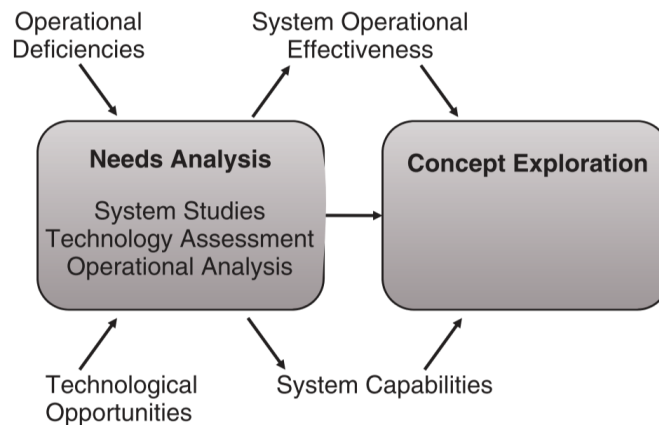 Operational
Deficiencies
System Operational
Effectiveness
Needs Analysis
System Studies
Technology Assessment
Operational Analysis
Concept Exploration
Technological
Opportunities
System Capabilities